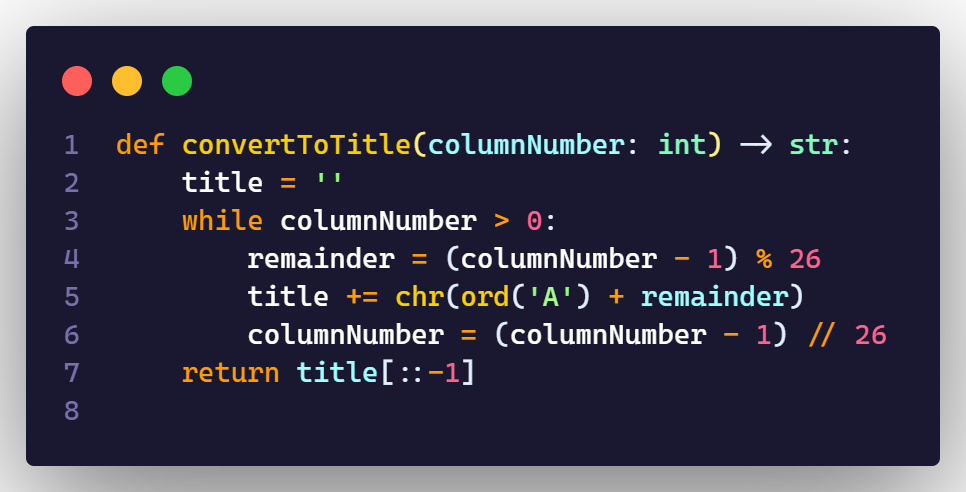 1 def convertToTitle(columnNumber: int) -> str:
2     title = ''
3     while columnNumber > 0:
4         remainder = (columnNumber - 1) % 26
5         title += chr(ord('A') + remainder)
6         columnNumber = (columnNumber - 1) // 26
7     return title[::-1]
8